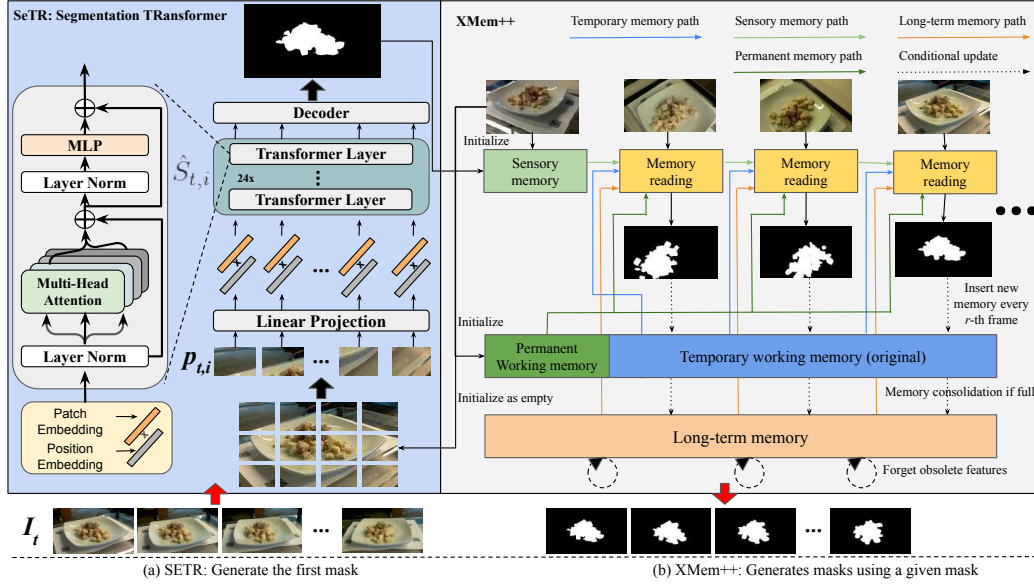 SeTR: Segmentation TRansformer
MLP
Layer Norm
Multi-Head
Attention
Layer Norm
Patch
Embedding
Position
Embedding
Ŝt,i
Decoder
Transformer Layer
24x
Transformer Layer
...
Linear Projection
pt,i
...
XMem++
Temporary memory path
Sensory memory path
Long-term memory path
Permanent memory path
Conditional update
Initialize
Sensory
memory
Memory
reading
Memory
reading
Memory
reading
Insert new
memory every
r-th frame
Initialize
Permanent
Working memory
Temporary working memory (original)
Initialize as empty
Memory consolidation if full
Long-term memory
Forget obsolete features
It
...
...
(a) SETR: Generate the first mask
(b) XMem++: Generates masks using a given mask